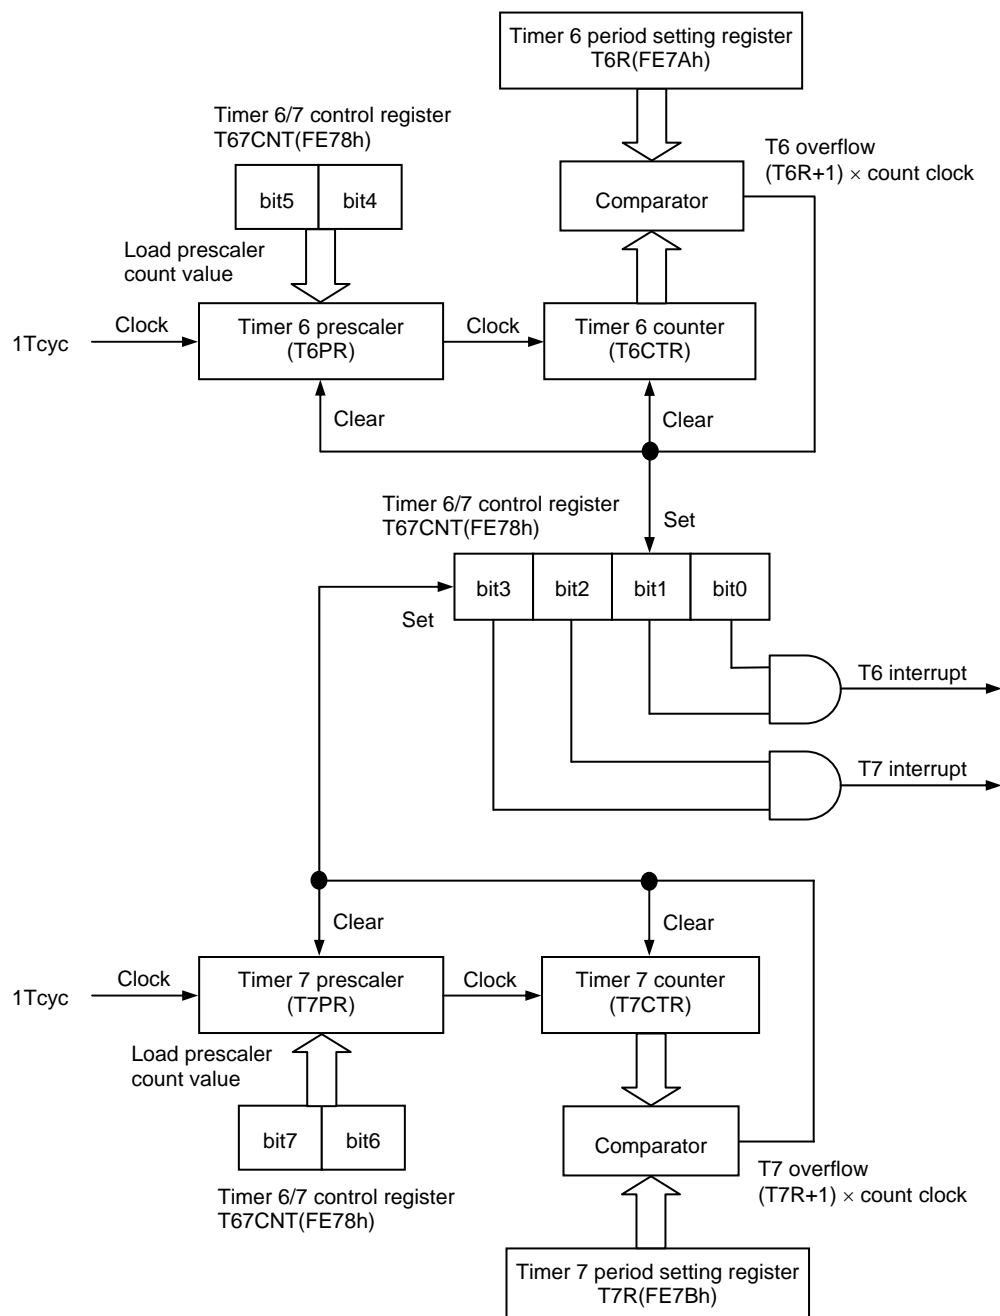 Timer 6 period setting register
T6R(FE7Ah)
Timer 6/7 control register
T67CNT(FE78h)
T6 overflow
(T6R+1) × count clock
bit5
bit4
Comparator
Load prescaler
count value
1Tcyc
Clock
Timer 6 prescaler
(T6PR)
Clock
Timer 6 counter
(T6CTR)
Clear
Clear
Timer 6/7 control register
T67CNT(FE78h)
Set
bit3
bit2
bit1
bit0
Set
T6 interrupt
T7 interrupt
Clear
Clear
1Tcyc
Clock
Timer 7 prescaler
(T7PR)
Clock
Timer 7 counter
(T7CTR)
Load prescaler
count value
bit7
bit6
Comparator
T7 overflow
(T7R+1) × count clock
Timer 6/7 control register
T67CNT(FE78h)
Timer 7 period setting register
T7R(FE7Bh)